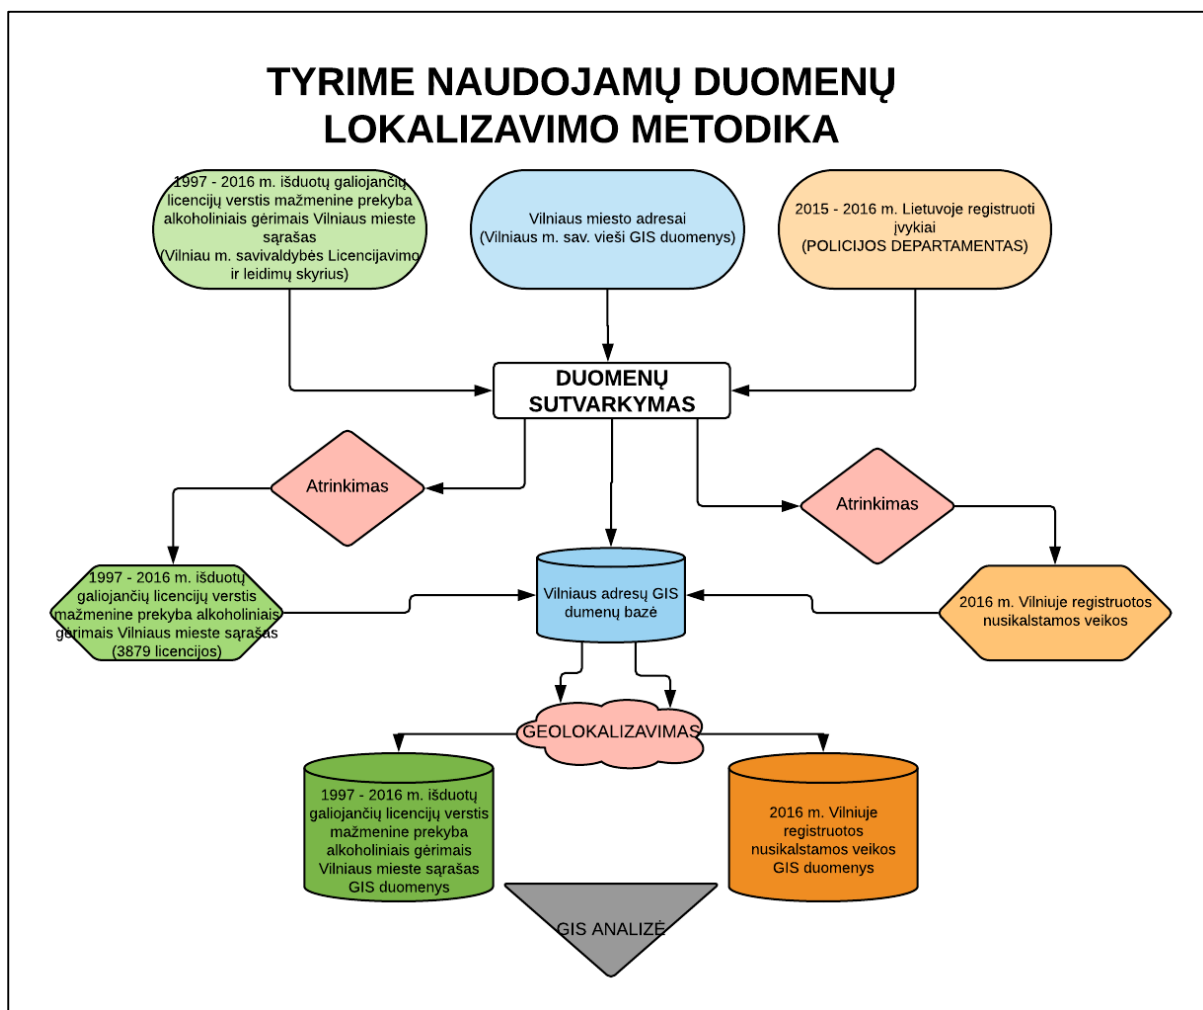 TYRIME NAUDOJAMŲ DUOMENŲ
LOKALIZAVIMO METODIKA
1997 - 2016 m. išduotų galiojančių
licencijų verstis mažmenine prekyba
alkoholiniais gėrimais Vilniaus mieste
sąrašas
(Vilniau m. savivaldybės Licencijavimo
ir leidimų skyrius)
Vilniaus miesto adresai
(Vilniaus m. sav. vieši GIS duomenys)
2015 - 2016 m. Lietuvoje registruoti
įvykiai
(POLICIJOS DEPARTAMENTAS)
DUOMENŲ
SUTVARKYMAS
Atrinkimas
Atrinkimas
1997 - 2016 m. išduotų
galiojančių licencijų verstis
mažmenine prekyba alkoholiniais
gėrimais Vilniaus mieste sąrašas
(3879 licencijos)
Vilniaus adresų GIS
dumenų bazė
2016 m. Vilniuje registruotos
nusikalstamos veikos
GEOLOKALIZAVIMAS
1997 - 2016 m. išduotų
galiojančių licencijų verstis
mažmenine prekyba
alkoholiniais gėrimais
Vilniaus mieste sąrašas
GIS duomenys
2016 m. Vilniuje
registruotos
nusikalstamos veikos
GIS duomenys
GIS ANALIZĖ